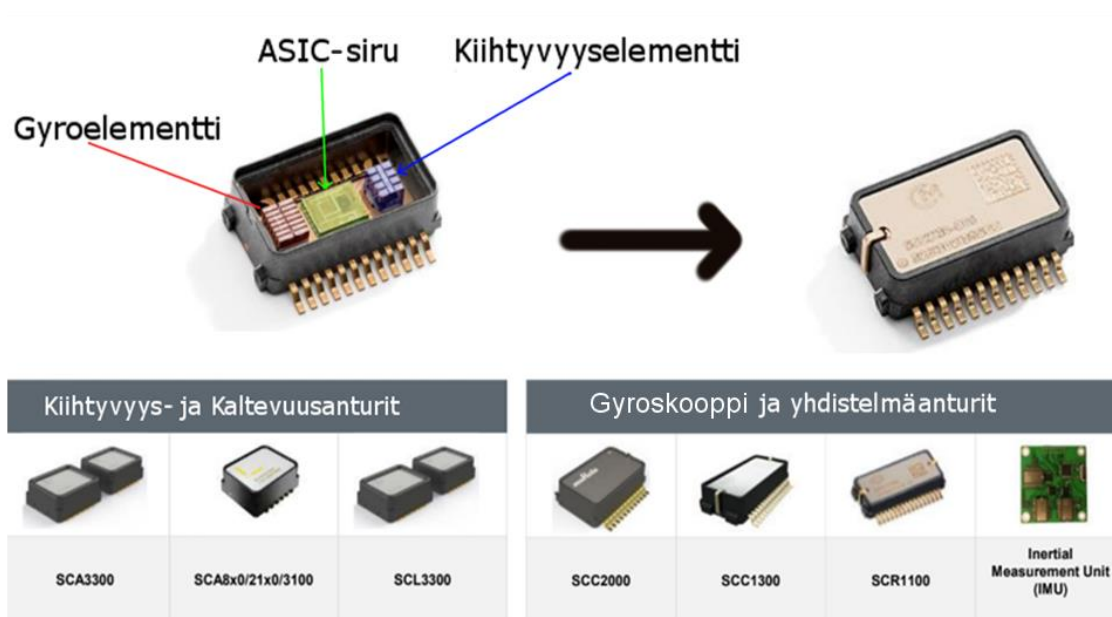 ASIC-siru
Kiihtyvyyselementti
Gyroelementti
Kiihtyvyys- ja Kaltevuusanturit
Gyroskooppi ja yhdistelmäanturit
SCA3300
SCA8x0/21x0/3100
SCL3300
SCC2000
SCC1300
SCR1100
Inertial
Measurement Unit
(IMU)